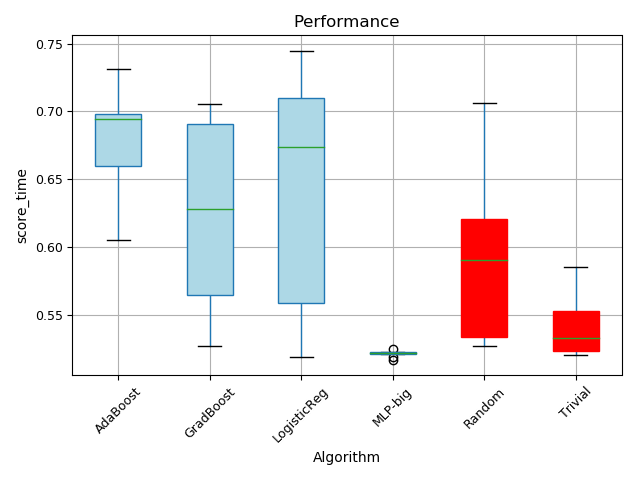 Performance
score_time
0.75
0.70
0.65
0.60
0.55
AdaBoost
GradBoost
LogisticReg
MLP-big
Random
Trivial
Algorithm